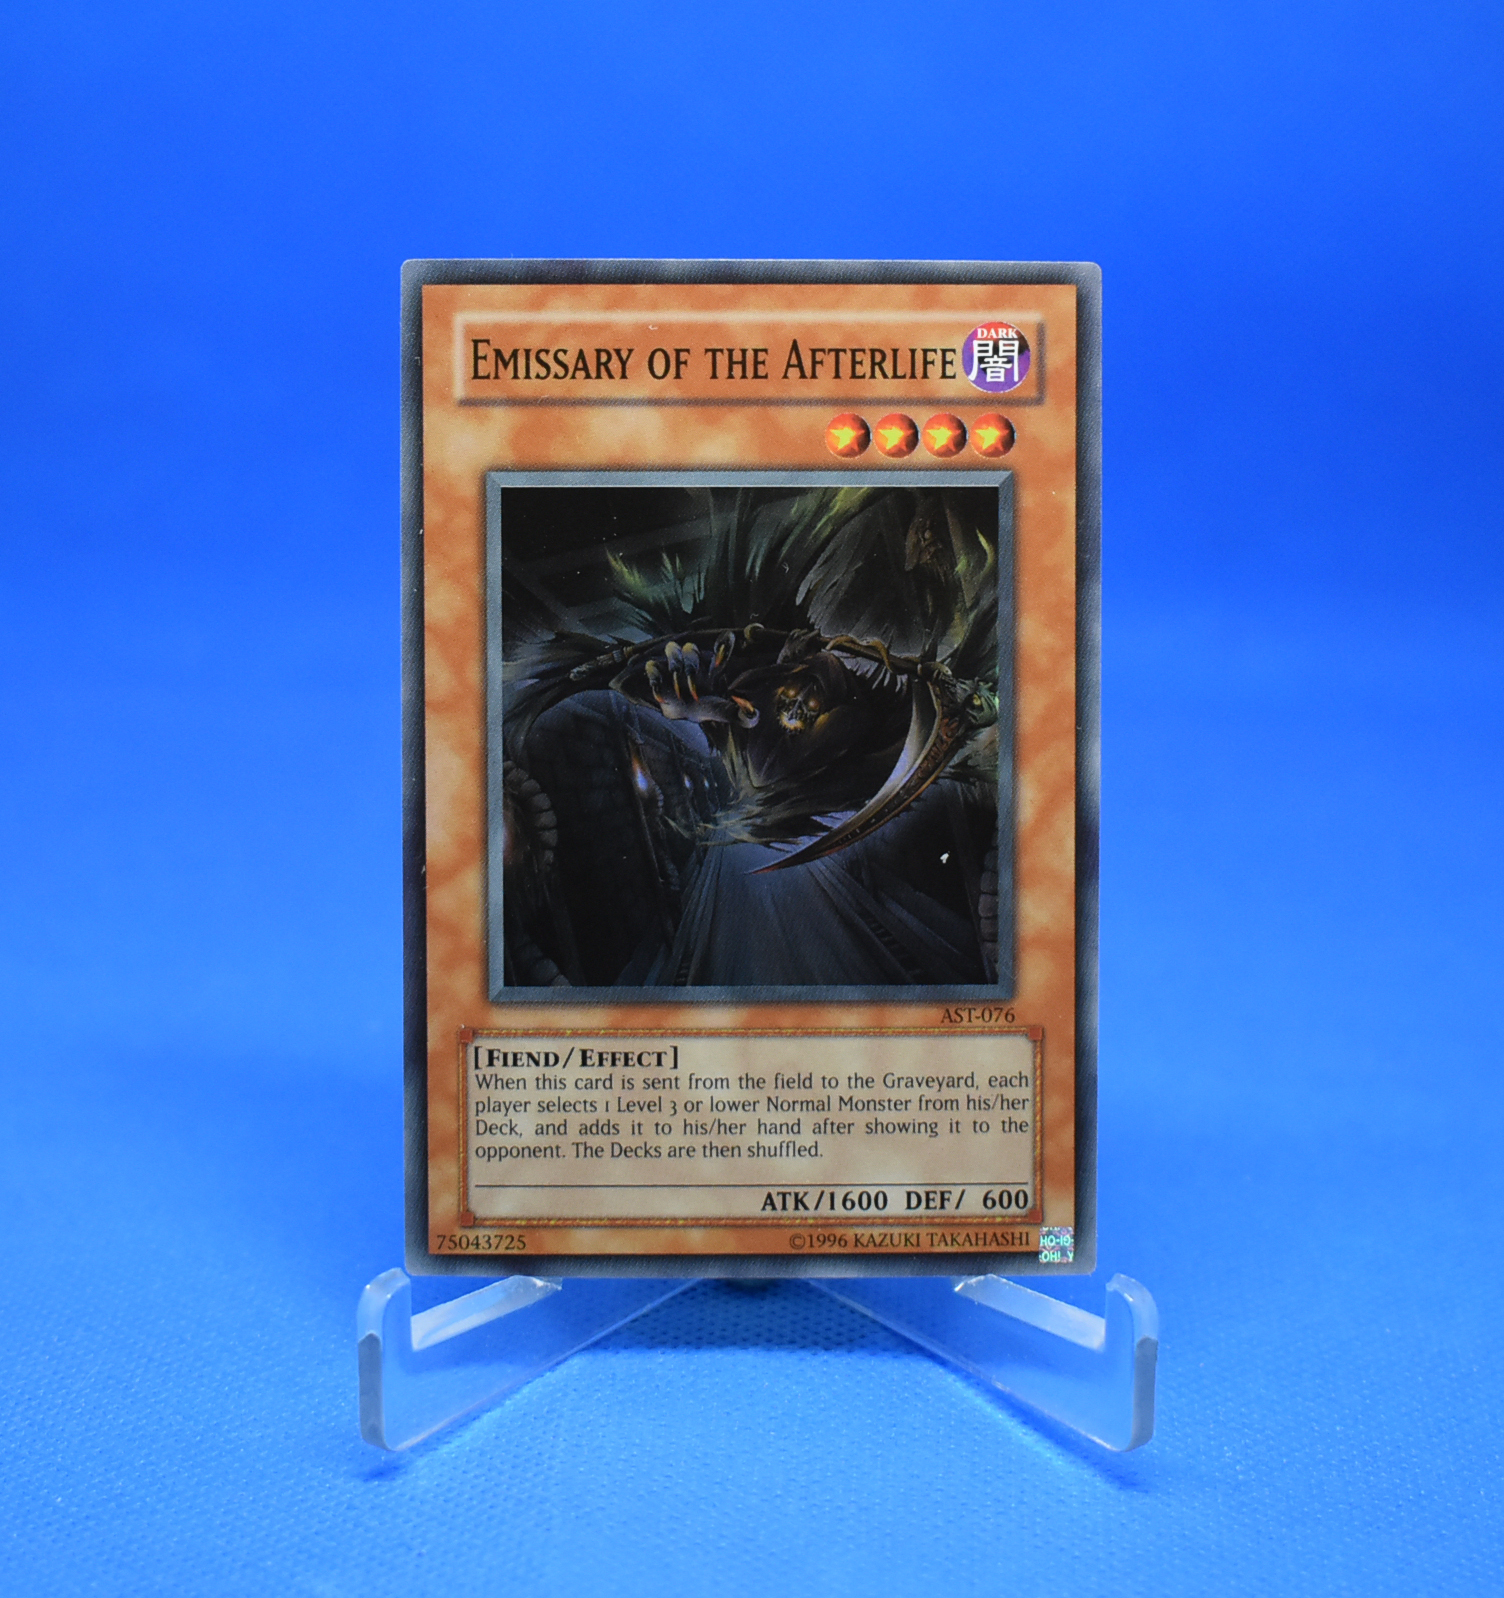 Emissary of the Afterlife
DARK
闇
AST-076
[Fiend/Effect]
When this card is sent from the field to the Graveyard, each
player selects 1 Level 3 or lower Normal Monster from his/her
Deck, and adds it to his/her hand after showing it to the
opponent. The Decks are then shuffled.
ATK/1600 DEF/ 600
75043725
©1996 KAZUKI TAKAHASHI